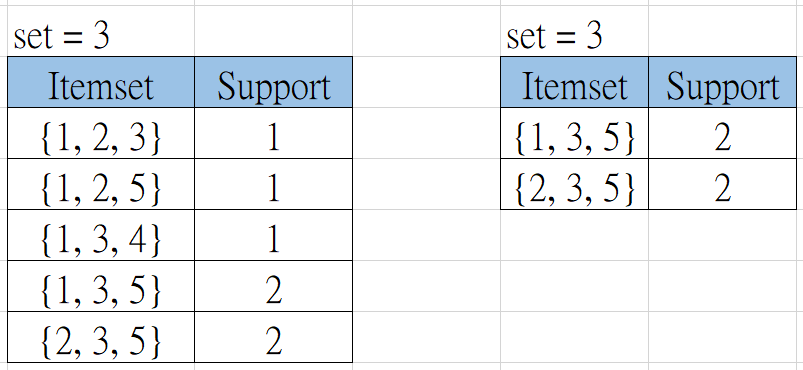 set = 3
Itemset Support
{1, 2, 3} 1
{1, 2, 5} 1
{1, 3, 4} 1
{1, 3, 5} 2
{2, 3, 5} 2
set = 3
Itemset Support
{1, 3, 5} 2
{2, 3, 5} 2